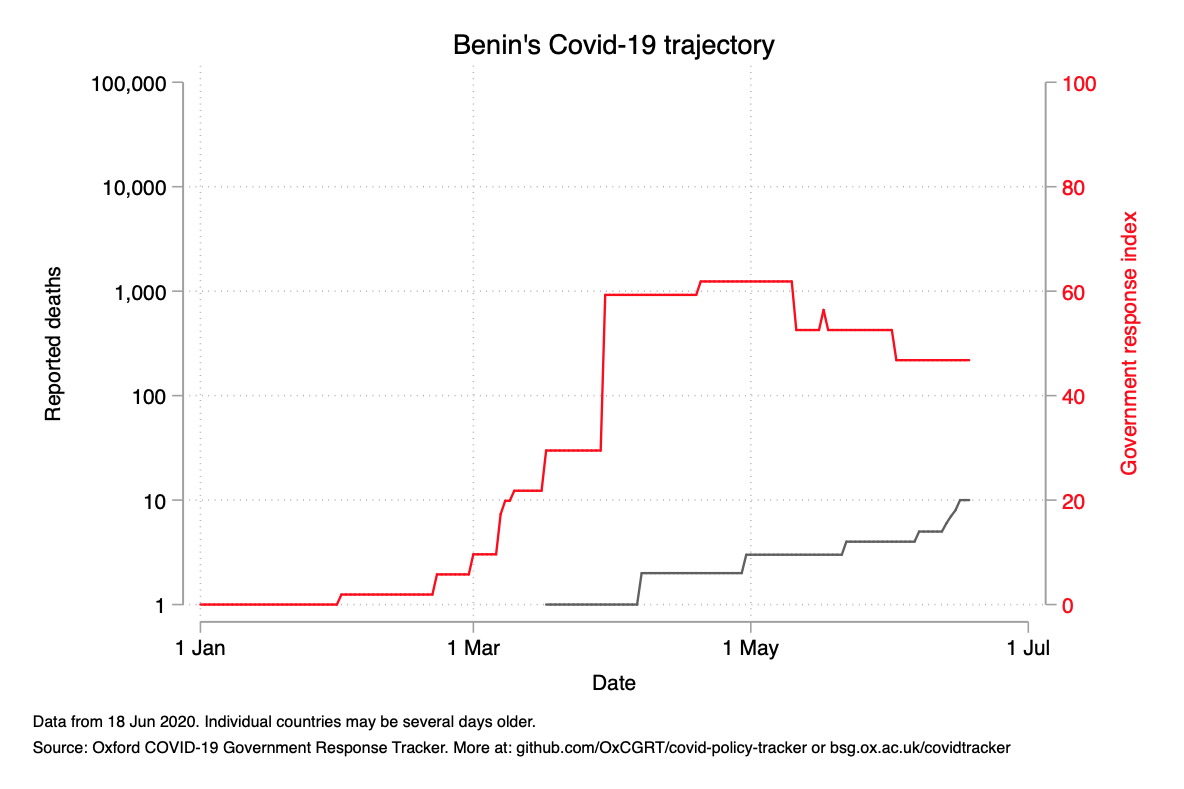 Benin's Covid-19 trajectory
100,000
10,000
1,000
100
10
1
Reported deaths
100
80
60
40
20
0
Government response index
1 Jan
1 Mar
1 May
1 Jul
Date
Data from 18 Jun 2020. Individual countries may be several days older.
Source: Oxford COVID-19 Government Response Tracker. More at: github.com/OxCGRT/covid-policy-tracker or bsg.ox.ac.uk/covidtracker